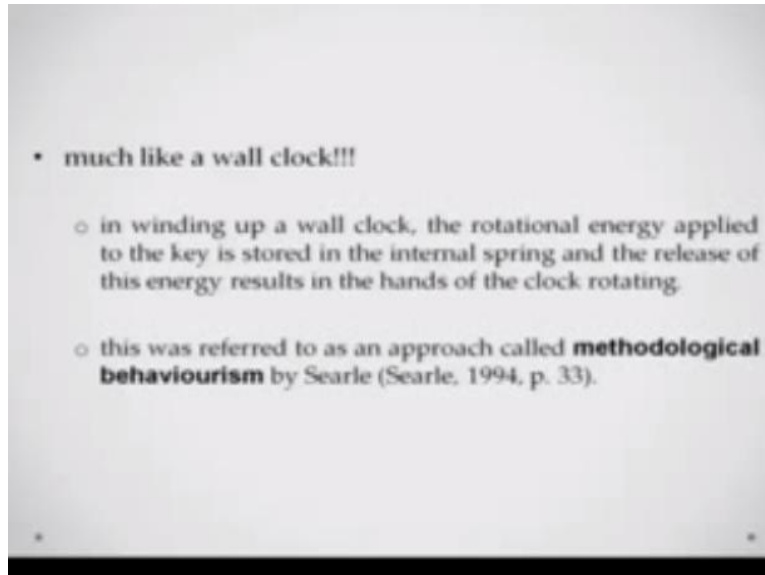 • much like a wall clock!!!
o in winding up a wall clock, the rotational energy applied
to the key is stored in the internal spring and the release of
this energy results in the hands of the clock rotating.
o this was referred to as an approach called methodological
behaviourism by Searle (Searle, 1994, p. 33).